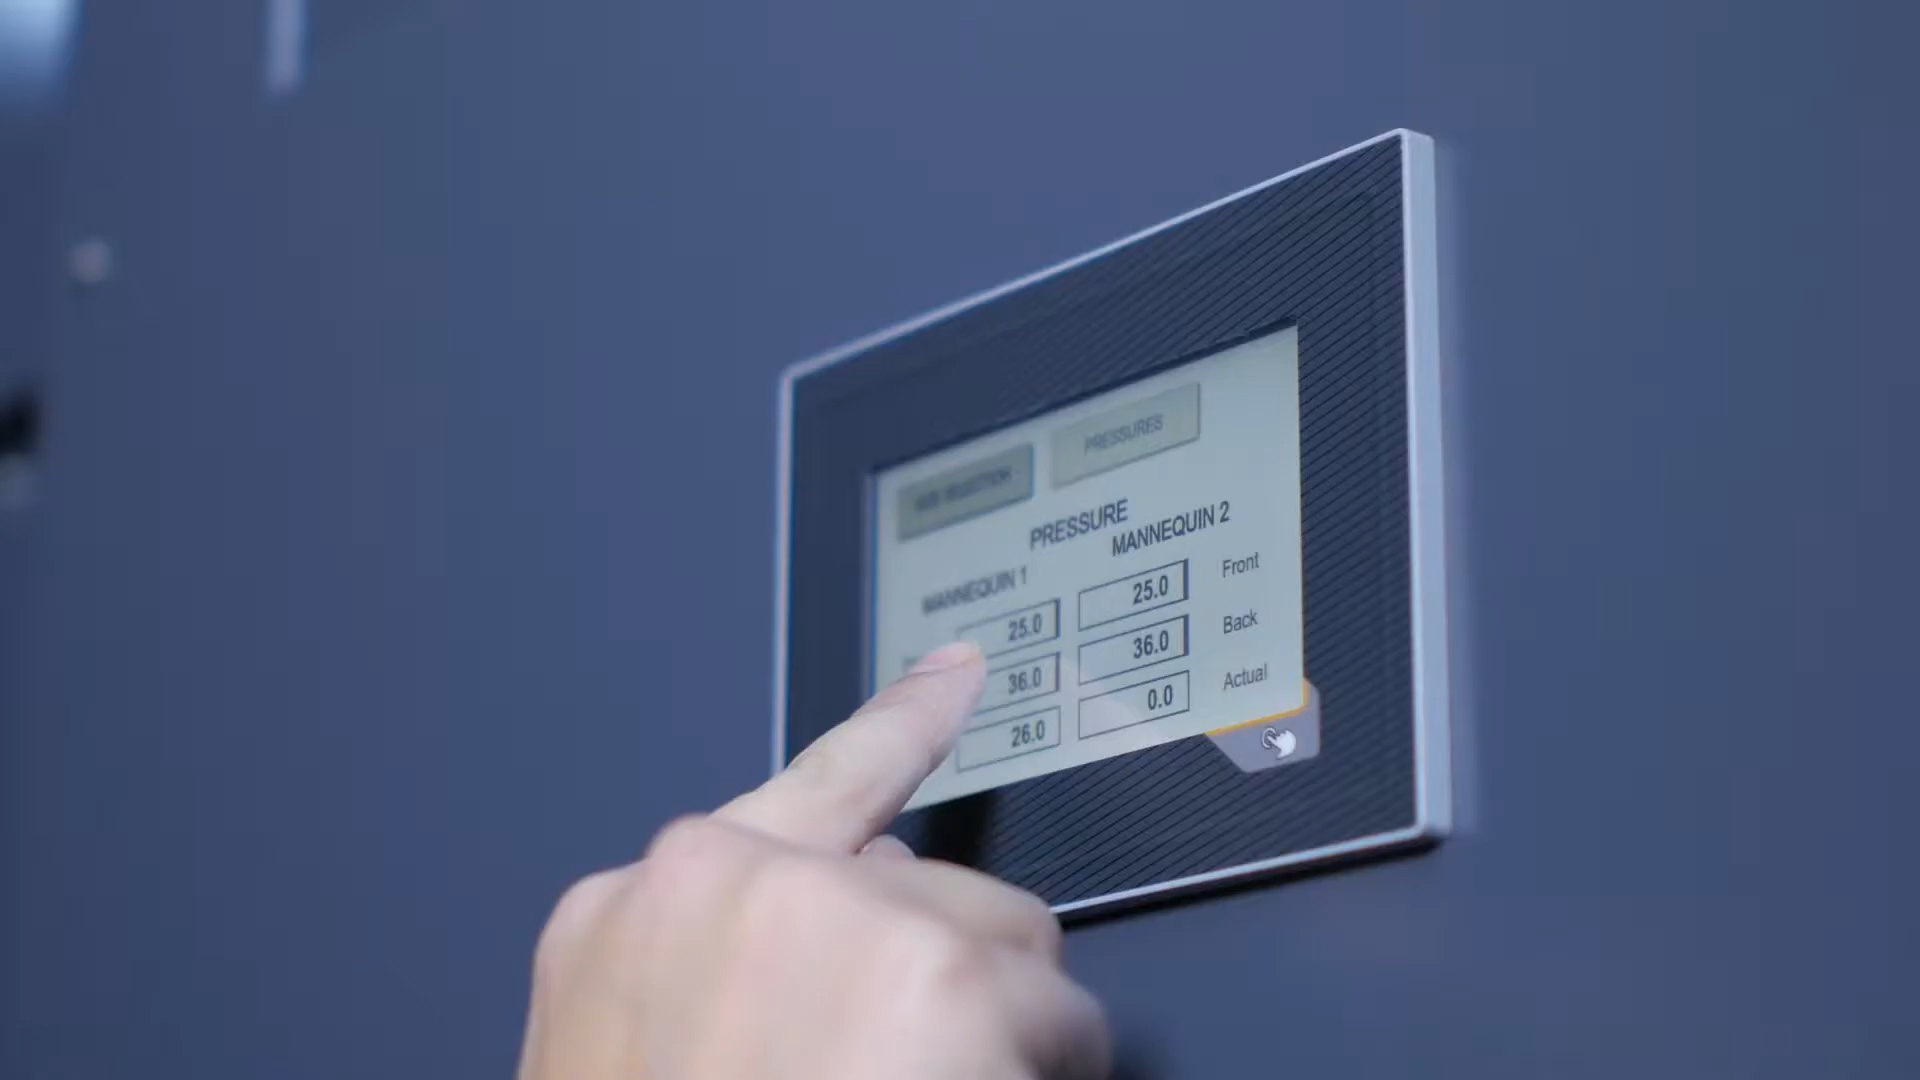 PRESSURES
PRESSURE
MANNEQUIN 1
MANNEQUIN 2
25.0 25.0 Front
36.0 36.0 Back
26.0 0.0 Actual